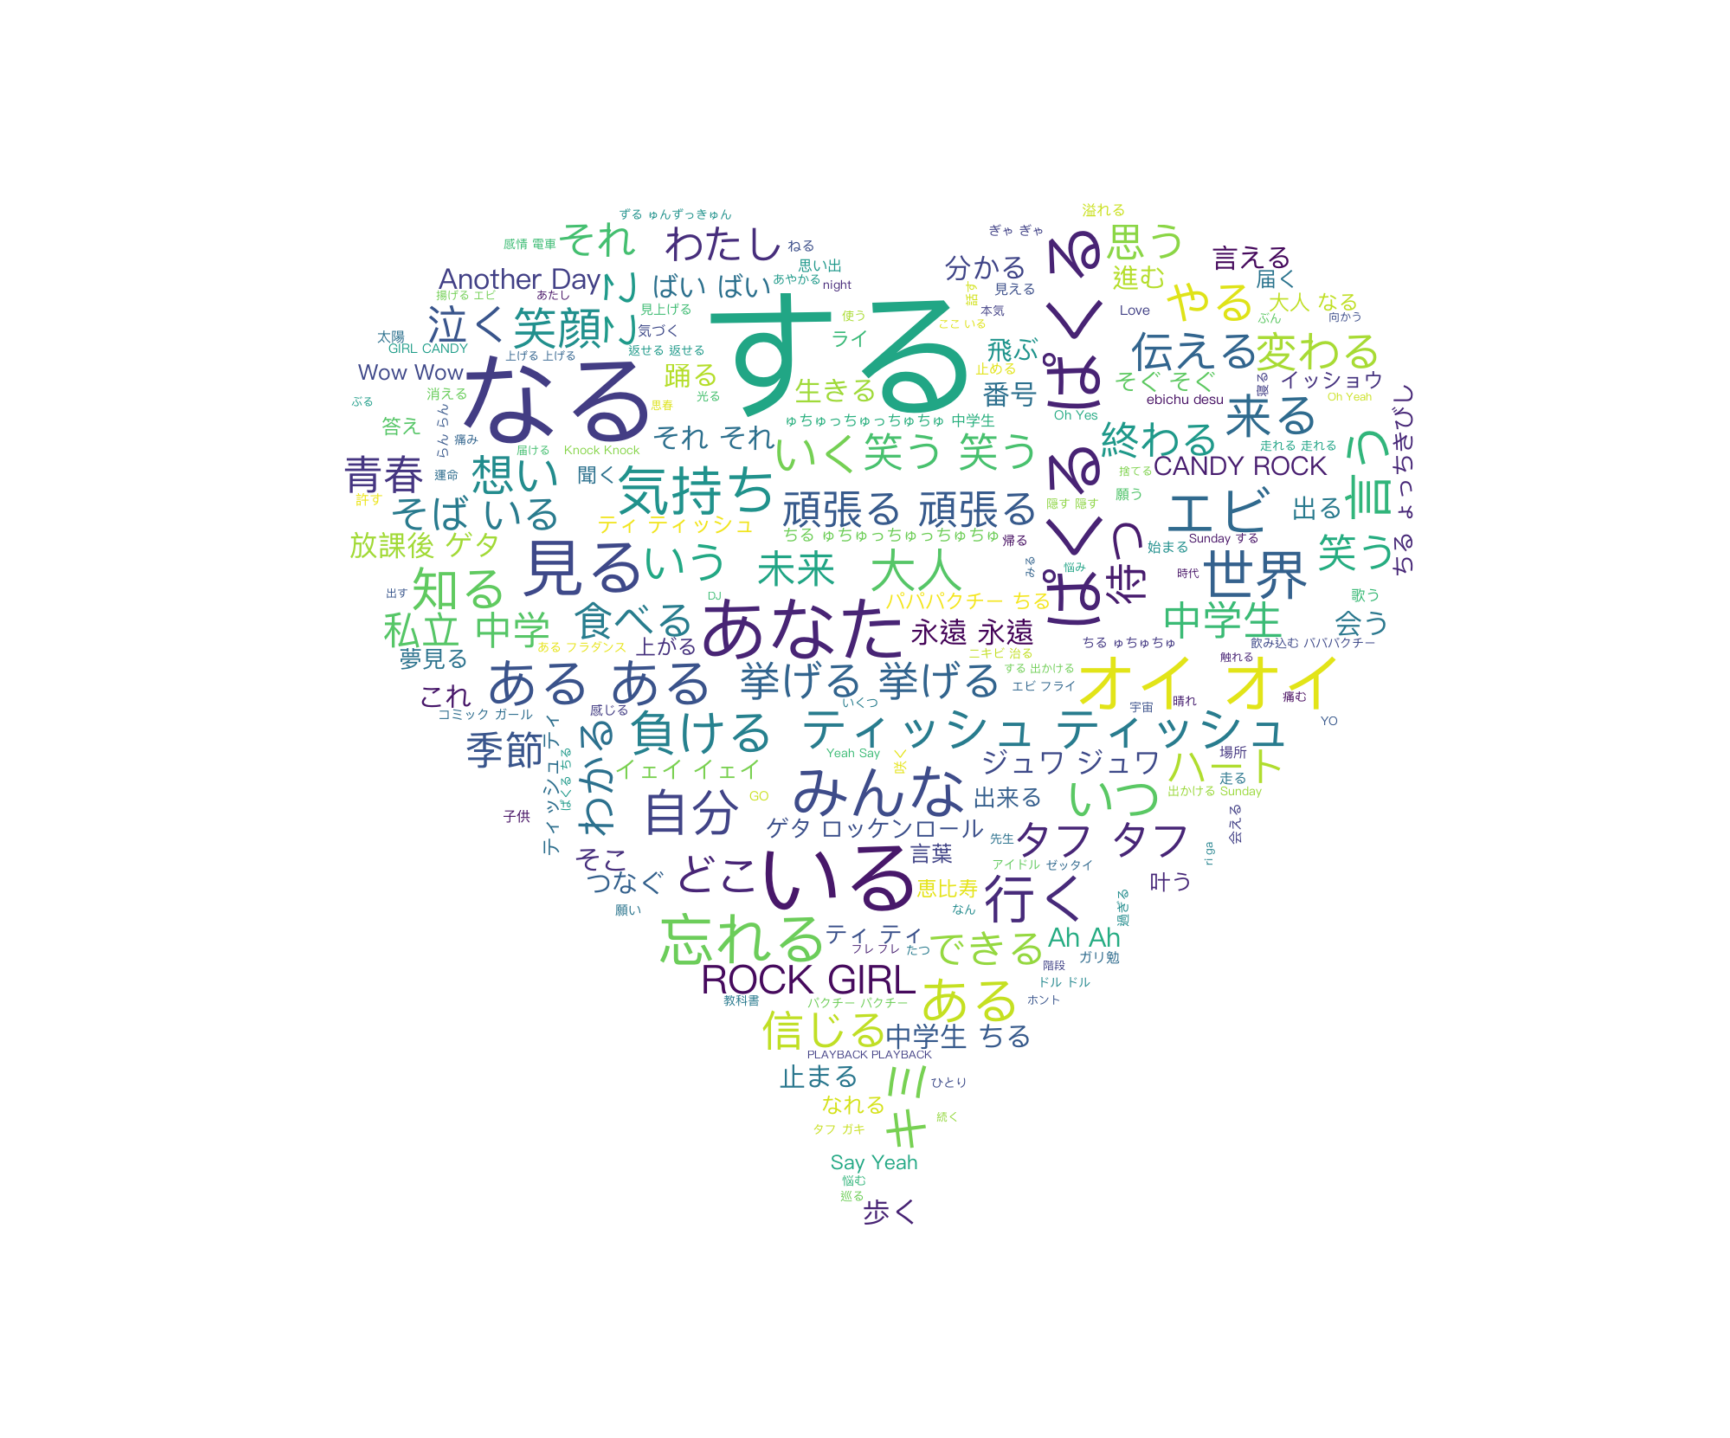 ずる ゅんずっきゅん
溢れる
感情 電車
それ
わたし
ねる
ぎゃ ぎゃ
思う
言える
Another Day
ばい ばい
思い出
あやかる
night
分かる
進む
届く
揚げる エビ
あたし
見上げる
話す
見える
やる
大人 なる
泣く
笑顔
気づく
する
使う
ここ いる
本気
Love
ぶん
向かう
太陽
GIRL CANDY
上げる 上げる
返せる 返せる
ライ
飛ぶ
伝える
変わる
Wow Wow
なる
踊る
生きる
止める
番号
そぐ そぐ
寝る
イッショウ
消える
光る
ebichu desu
Oh Yeah
ぶる
思春
ゅちゅっちゅっちゅちゅ 中学生
Oh Yes
来る
答え
らん らん
痛み
それ それ
いく
笑う 笑う
ぱくる ぱくる
終わる
走れる 走れる
言う
ょっちきびし
届ける
Knock Knock
青春
運命
想い
聞く
気持ち
捨てる
CANDY ROCK
許す
そば いる
ティ ティッシュ
頑張る 頑張る
隠す 隠す
願う
エビ
出る
放課後 ゲタ
ちる ゅちゅっちゅっちゅちゅ
帰る
待つ
始まる
Sunday する
笑う
ちる
見る
いう
未来
大人
みる
悩み
時代
世界
知る
出す
DJ
パパパクチー ちる
歌う
私立 中学
食べる
あなた
永遠 永遠
中学生
会う
夢見る
ある フラダンス
上がる
ニキビ 治る
ちる ゅちゅちゅ
飲み込む パパパクチー
これ
ある ある
挙げる 挙げる
する 出かける
エビ フライ
オイ オイ
触れる
痛む
コミック ガール
感じる
いくつ
宇宙
晴れ
YO
季節
ティッシュ ティ
ぱくる ちる
わかる
負ける
ティッシュ ティッシュ
イェイ イェイ
Yeah Say
咲く
ジュワ ジュワ
ハート
場所
走る
子供
自分
GO
みんな
出来る
いつ
出かける Sunday
会える
ゲタ ロッケンロール
先生
タフ タフ
そこ
つなぐ
どこ
いる
言葉
アイドル
ゼッタイ
ri ga
恵比寿
行く
叶う
願い
なん
過ぎる
忘れる
ティ ティ
フレ フレ
たつ
できる
Ah Ah
ガリ勉
ROCK GIRL
階段
ドル ドル
教科書
パクチー パクチー
ある
ホント
信じる
中学生 ちる
PLAYBACK PLAYBACK
止まる
ひとり
なれる
タフ ガキ
続く
Say Yeah
悩む
巡る
歩く